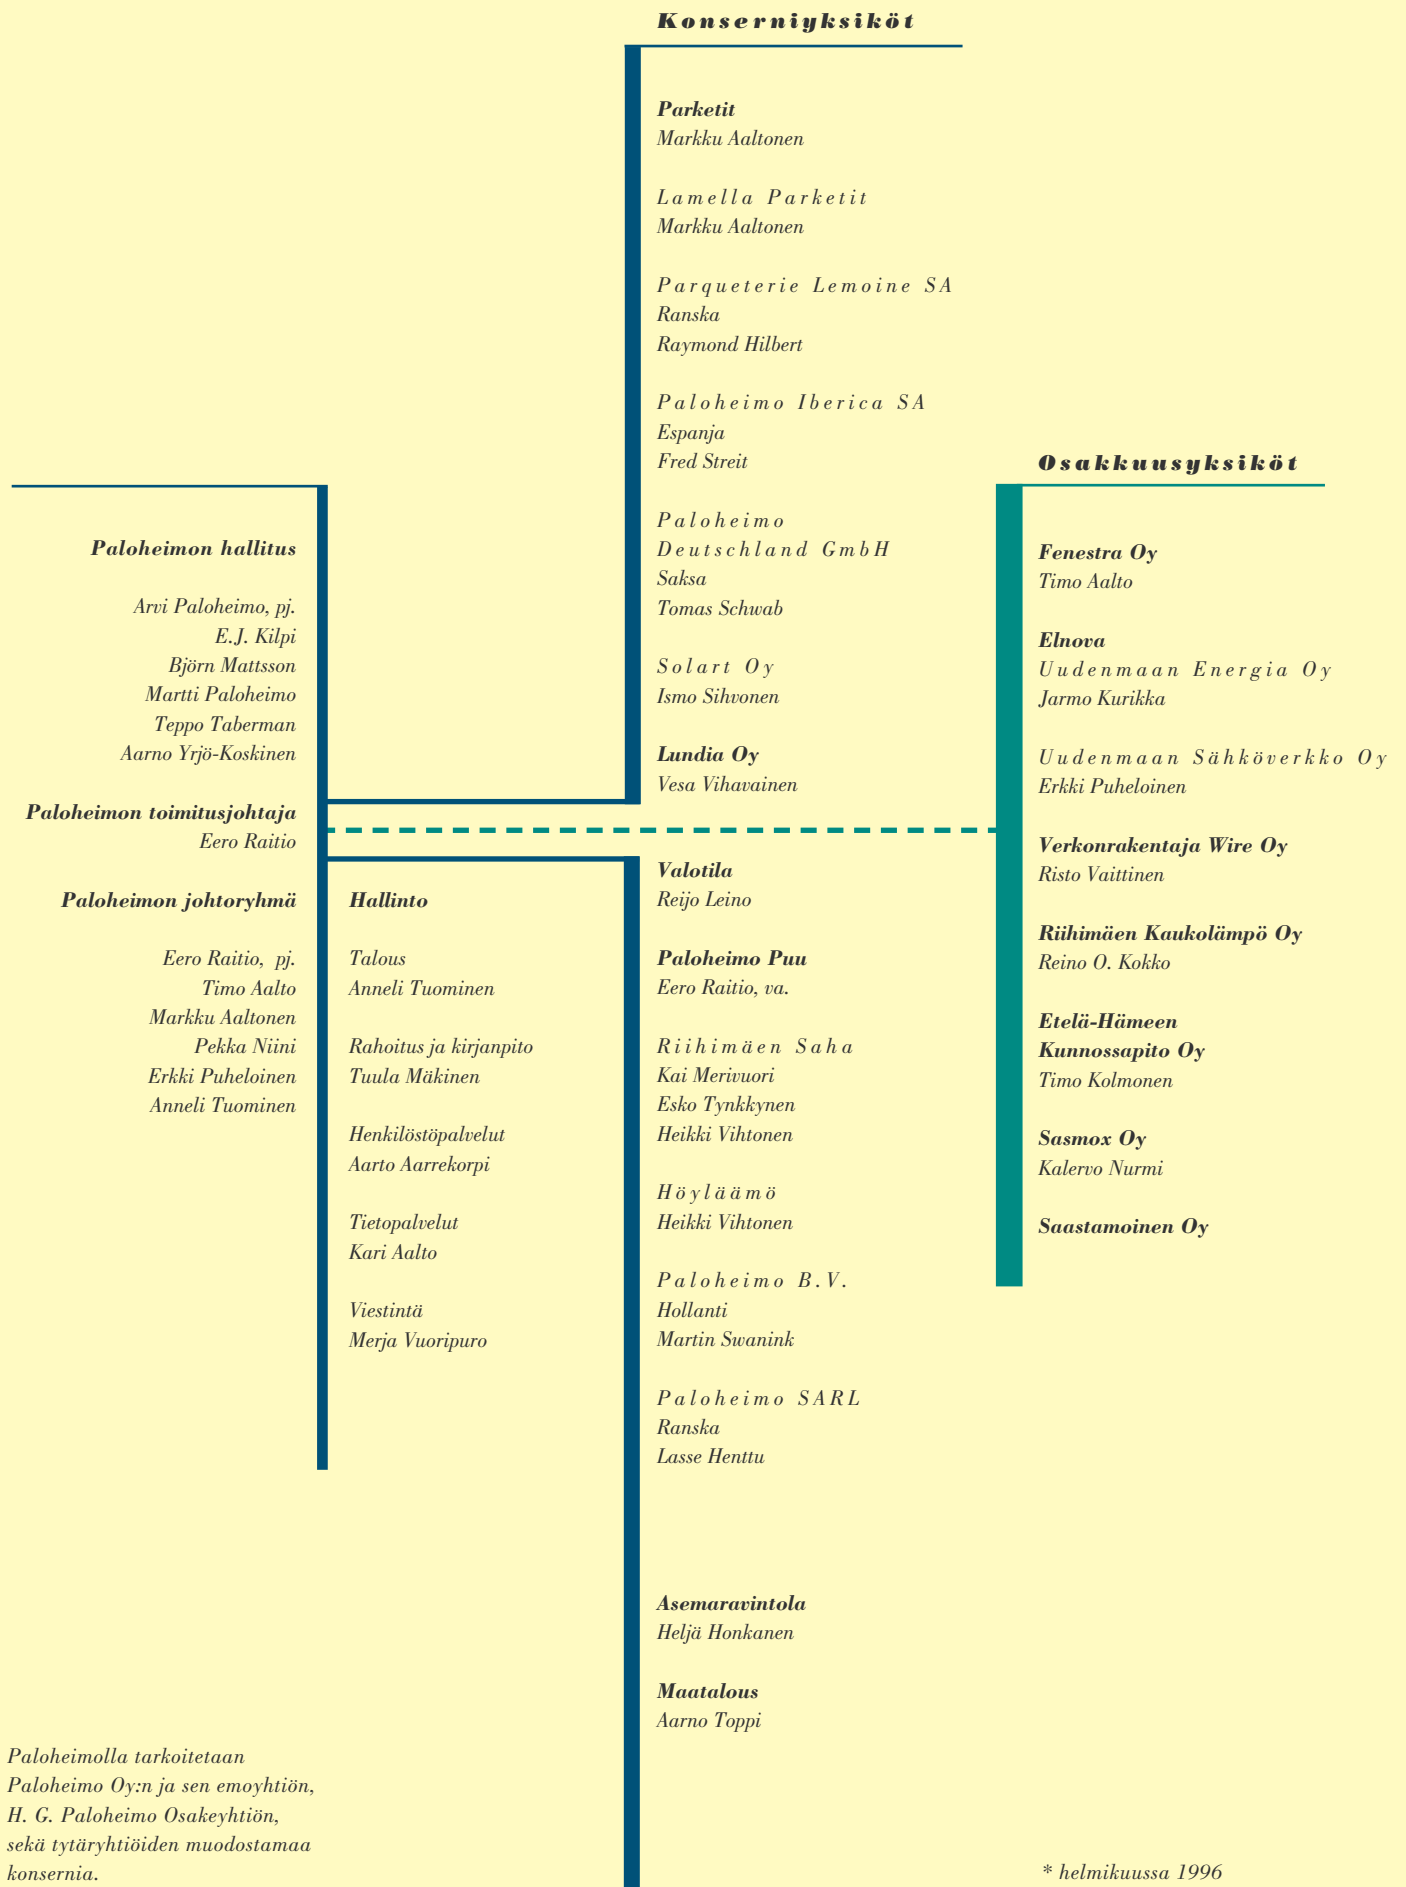 Konserniyksiköt
Parketit
Markku Aaltonen
Lamella Parketit
Markku Aaltonen
Parqueterie Lemoine SA
Ranska
Raymond Hilbert
Paloheimo Iberica SA
Espanja
Fred Streit
Paloheimo
Deutschland GmbH
Saksa
Tomas Schwab
Solart Oy
Ismo Sihvonen
Lundia Oy
Vesa Vihavainen
Paloheimon hallitus
Arvi Paloheimo, pj.
E.J. Kilpi
Björn Mattsson
Martti Paloheimo
Teppo Taberman
Aarno Yrjö-Koskinen
Paloheimon toimitusjohtaja
Eero Raitio
Paloheimon johtoryhmä
Eero Raitio, pj.
Timo Aalto
Markku Aaltonen
Pekka Niini
Erkki Puheloinen
Anneli Tuominen
Hallinto
Talous
Anneli Tuominen
Rahoitus ja kirjanpito
Tuula Mäkinen
Henkilöstöpalvelut
Aarto Aarrekorpi
Tietopalvelut
Kari Aalto
Viestintä
Merja Vuoripuro
Valotila
Reijo Leino
Paloheimo Puu
Eero Raitio, va.
Riihimäen Saha
Kai Merivuori
Esko Tynkkynen
Heikki Vihtonen
Höyläämö
Heikki Vihtonen
Paloheimo B.V.
Hollanti
Martin Swanink
Paloheimo SARL
Ranska
Lasse Henttu
Asemaravintola
Heljä Honkanen
Maatalous
Aarno Toppi
Osakkuusyksiköt
Fenestra Oy
Timo Aalto
Elnova
Uudenmaan Energia Oy
Jarmo Kurikka
Uudenmaan Sähköverkko Oy
Erkki Puheloinen
Verkonrakentaja Wire Oy
Risto Vaittinen
Riihimäen Kaukolämpö Oy
Reino O. Kokko
Etelä-Hämeen
Kunnossapito Oy
Timo Kolmonen
Sasmox Oy
Kalervo Nurmi
Saastamoinen Oy
Paloheimolla tarkoitetaan
Paloheimo Oy:n ja sen emoyhtiön,
H. G. Paloheimo Osakeyhtiön,
sekä tytäryhtiöiden muodostamaa
konsernia.
* helmikuussa 1996